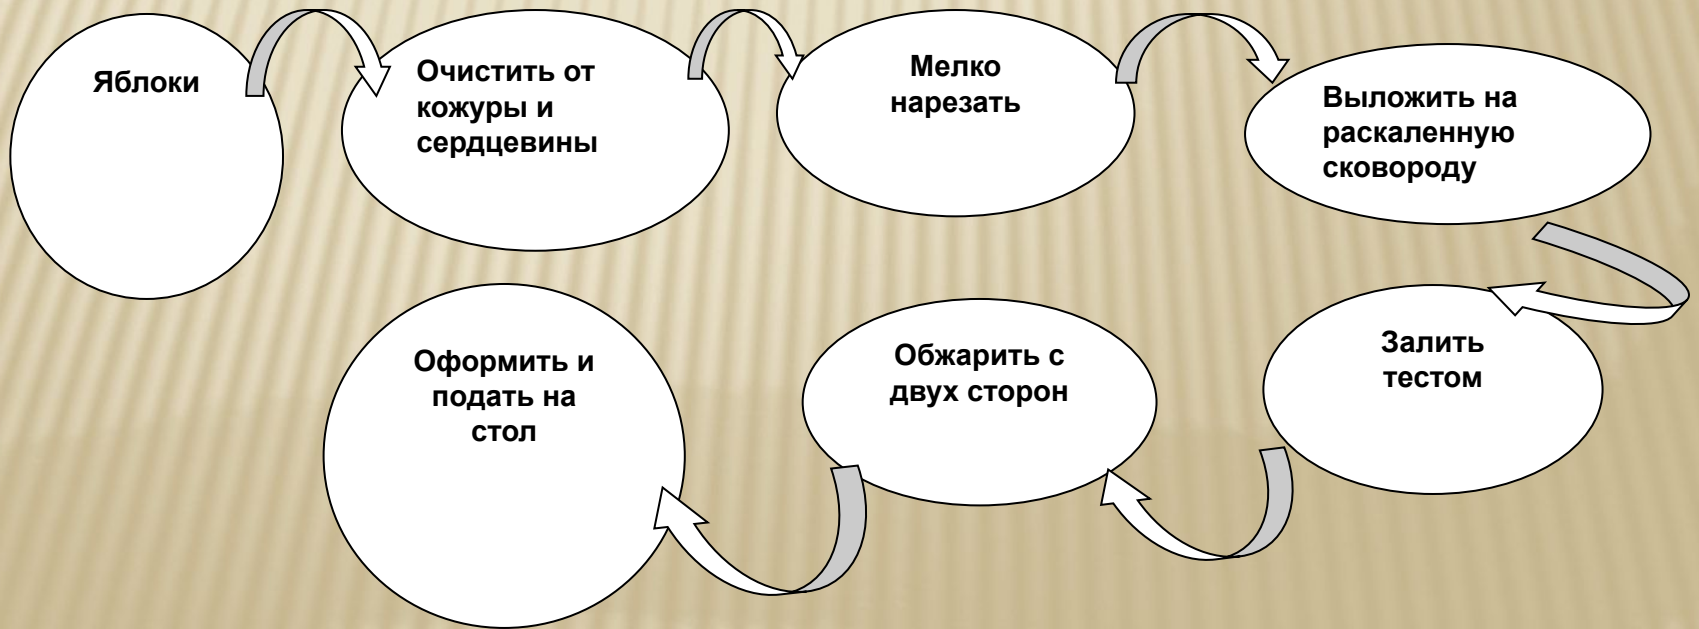 Яблоки
Очистить от
кожуры и
сердцевины
Мелко
нарезать
Выложить на
раскаленную
сковороду
Залить
тестом
Обжарить с
двух сторон
Оформить и
подать на
стол